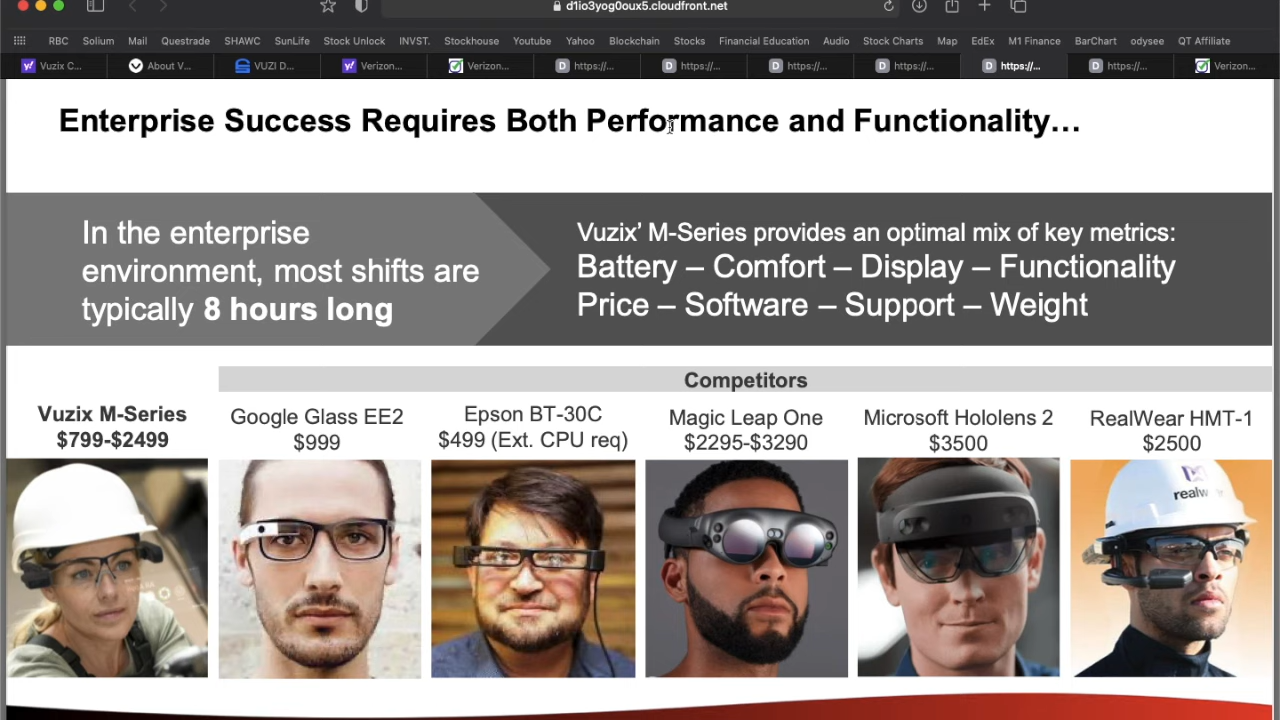 d1io3yog0oux5.cloudfront.net
RBC Solium Mail Questrade SHAWC SunLife Stock Unlock INVST. Stockhouse Youtube Yahoo Blockchain Stocks Financial Education Audio Stock Charts Map EdEx M1 Finance BarChart odysee QT Affiliate
Vuzix C... About V... VUZI D... Verizon... Verizon... https://... https://... https://... https://... https://... https://... Verizon...
Enterprise Success Requires Both Performance and Functionality…
In the enterprise
environment, most shifts are
typically 8 hours long
Vuzix’ M-Series provides an optimal mix of key metrics:
Battery – Comfort – Display – Functionality
Price – Software – Support – Weight
Competitors
Vuzix M-Series
$799-$2499
Google Glass EE2
$999
Epson BT-30C
$499 (Ext. CPU req)
Magic Leap One
$2295-$3290
Microsoft Hololens 2
$3500
RealWear HMT-1
$2500